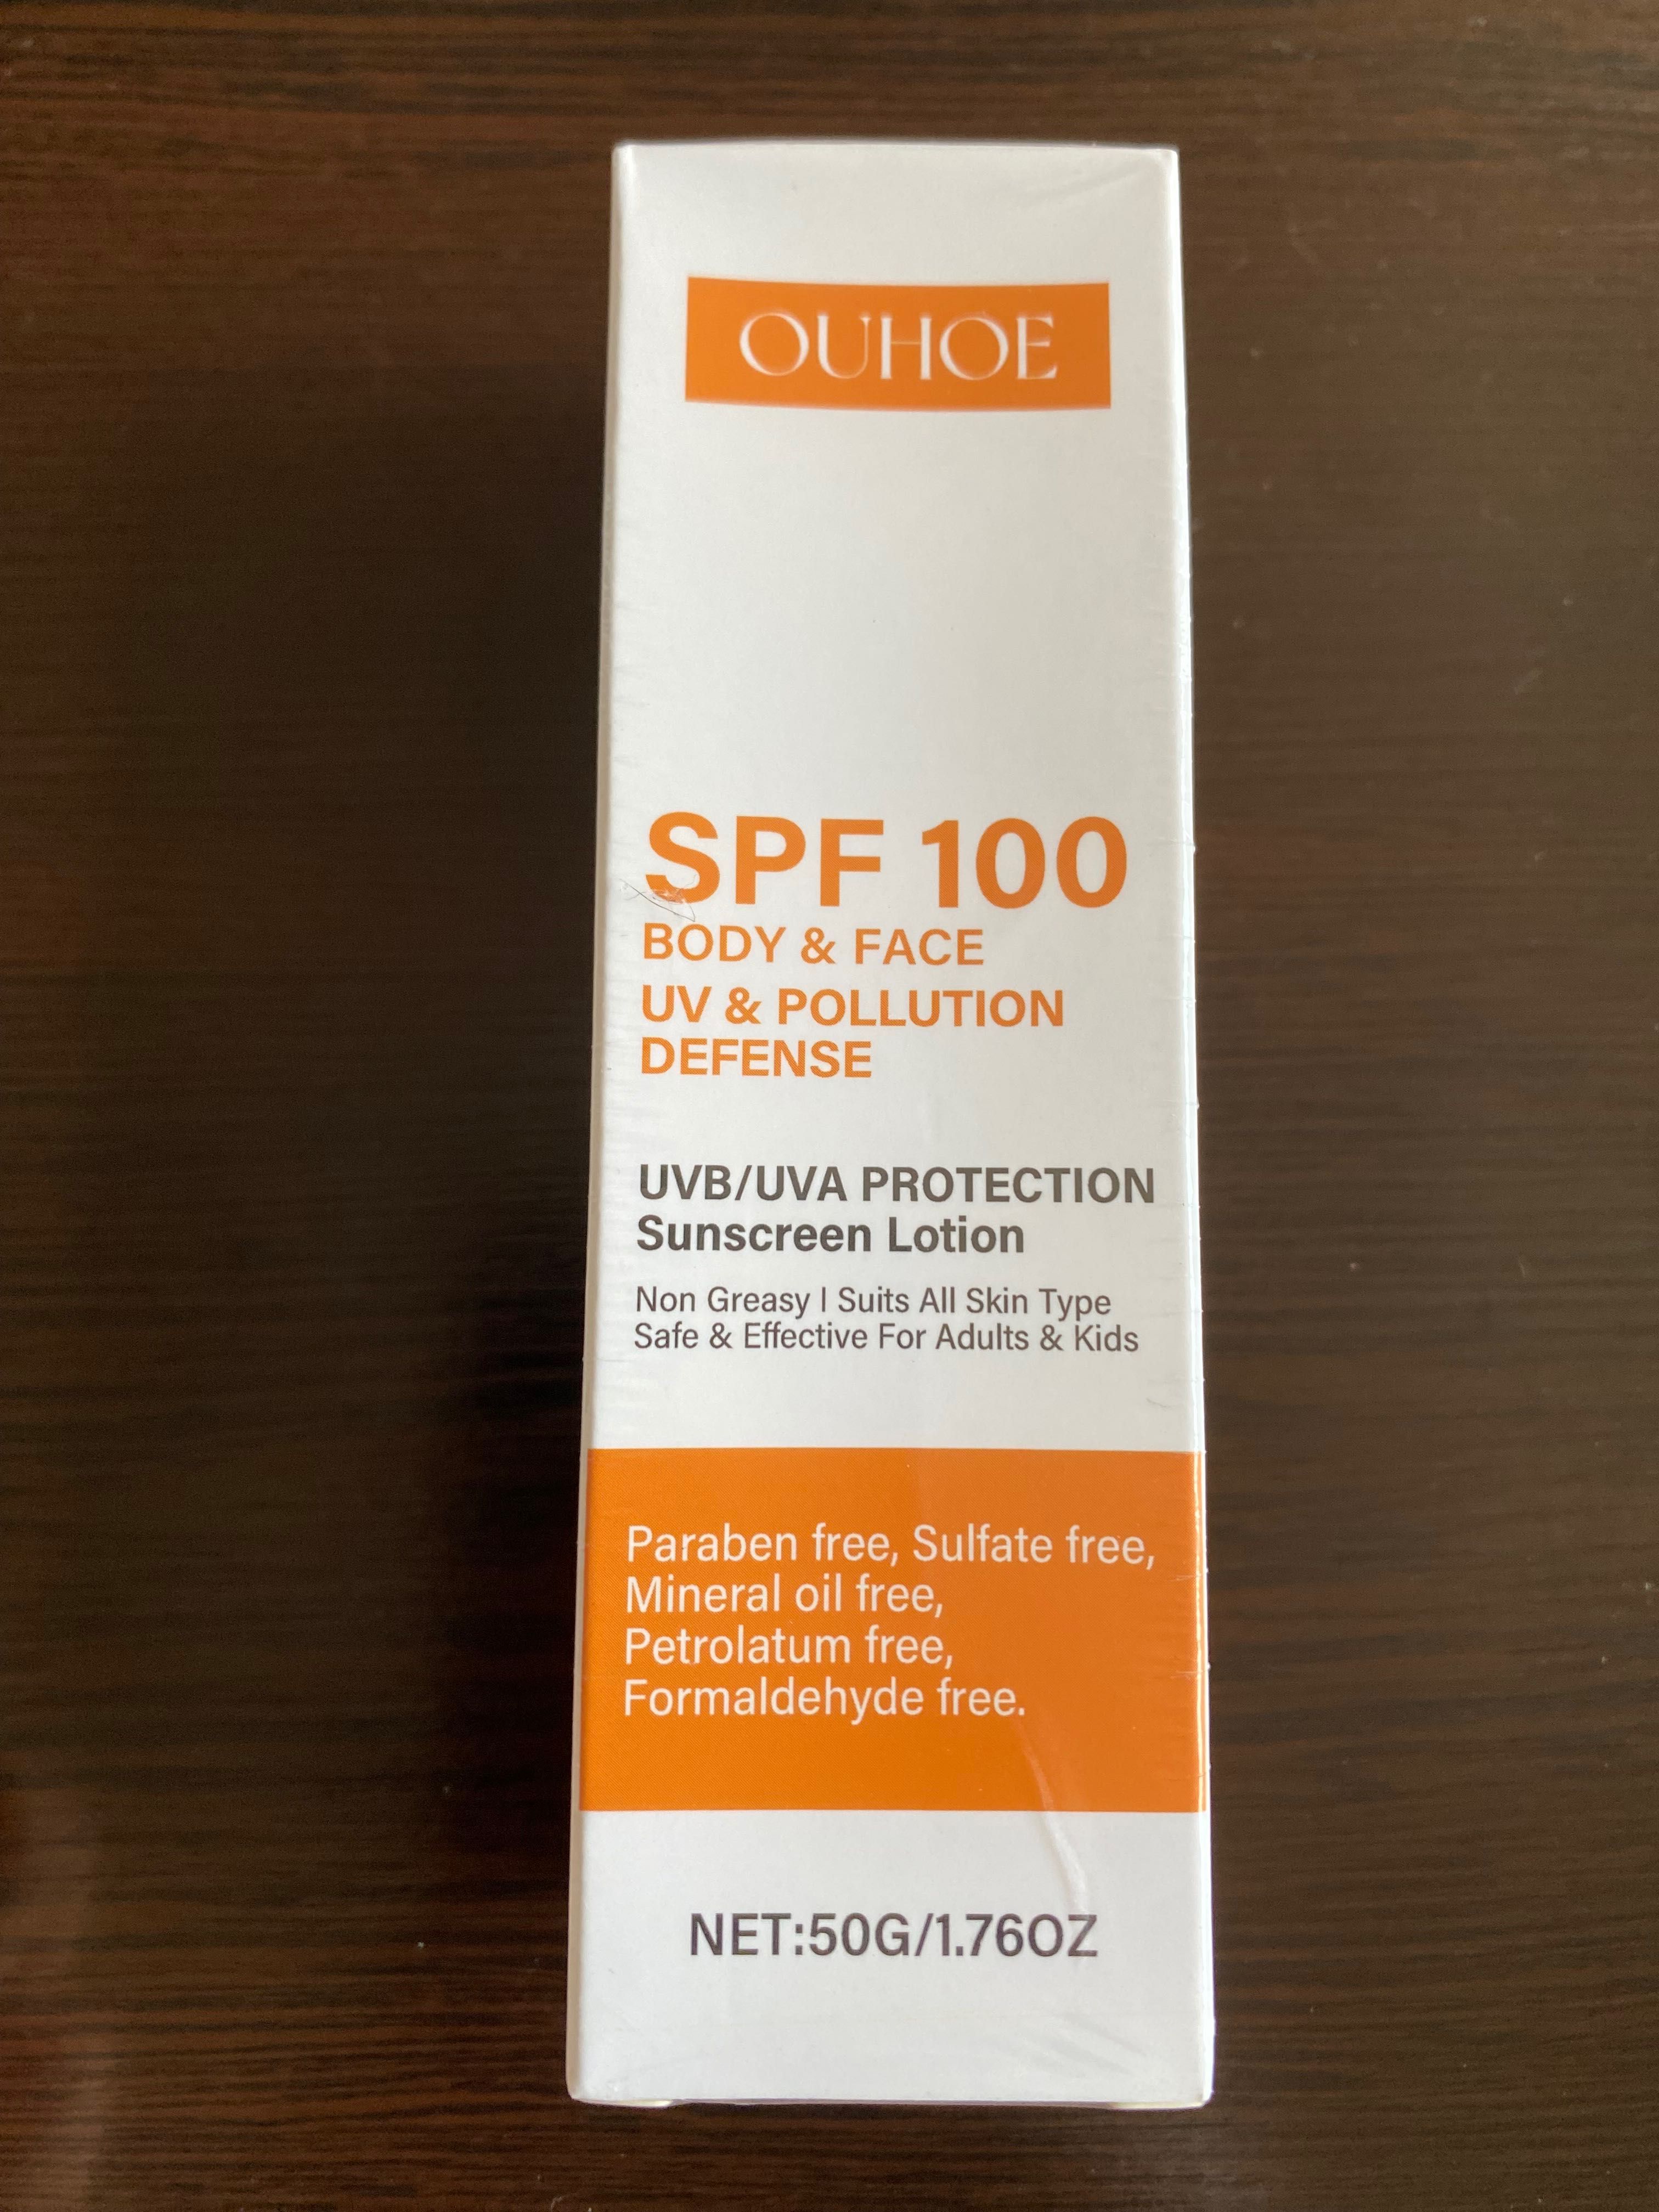 OUHOE
SPF 100
BODY & FACE
UV & POLLUTION
DEFENSE
UVB/UVA PROTECTION
Sunscreen Lotion
Non Greasy | Suits All Skin Type
Safe & Effective For Adults & Kids
Paraben free, Sulfate free,
Mineral oil free,
Petrolatum free,
Formaldehyde free.
NET:50G/1.76OZ